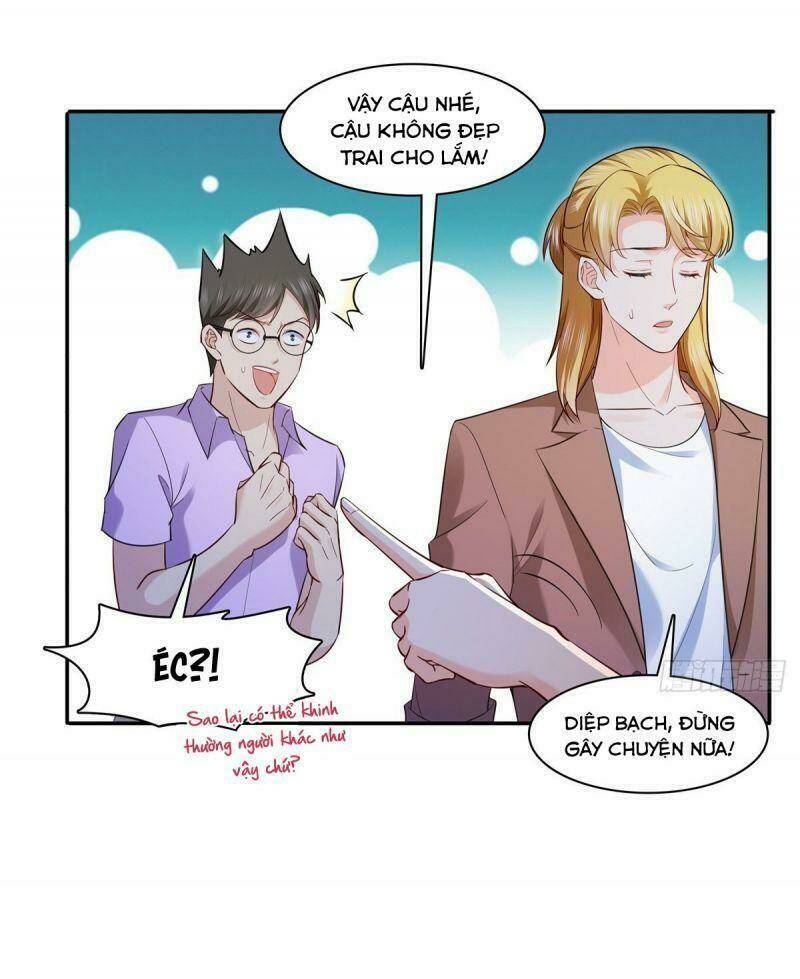 VẬY CẬU NHÉ,
CẬU KHÔNG ĐẸP
TRAI CHO LẮM!
ÉC?!
Sao lại có thể khinh
thường người khác như
vậy chứ?
DIỆP BẠCH, ĐỪNG
GÂY CHUYỆN NỮA!